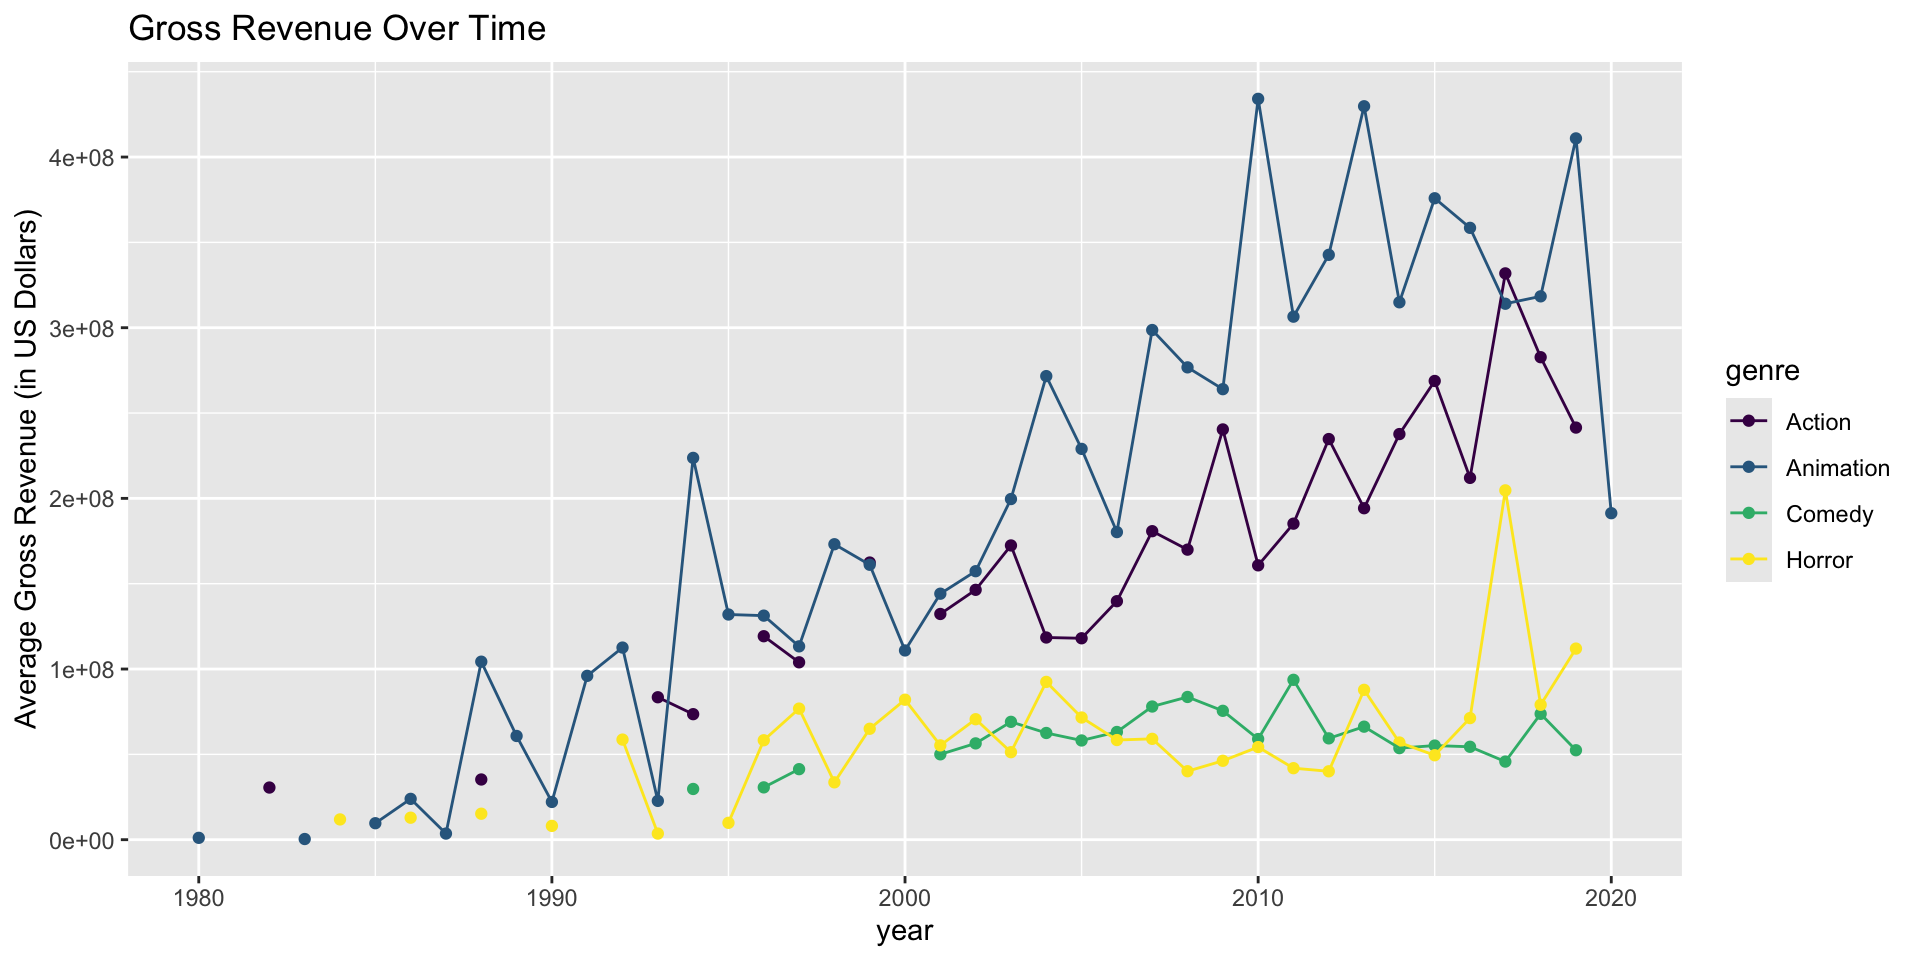 Gross Revenue Over Time
Average Gross Revenue (in US Dollars)
4e+08
3e+08
2e+08
1e+08
0e+00
1980
1990
2000
2010
2020
year
genre
Action
Animation
Comedy
Horror